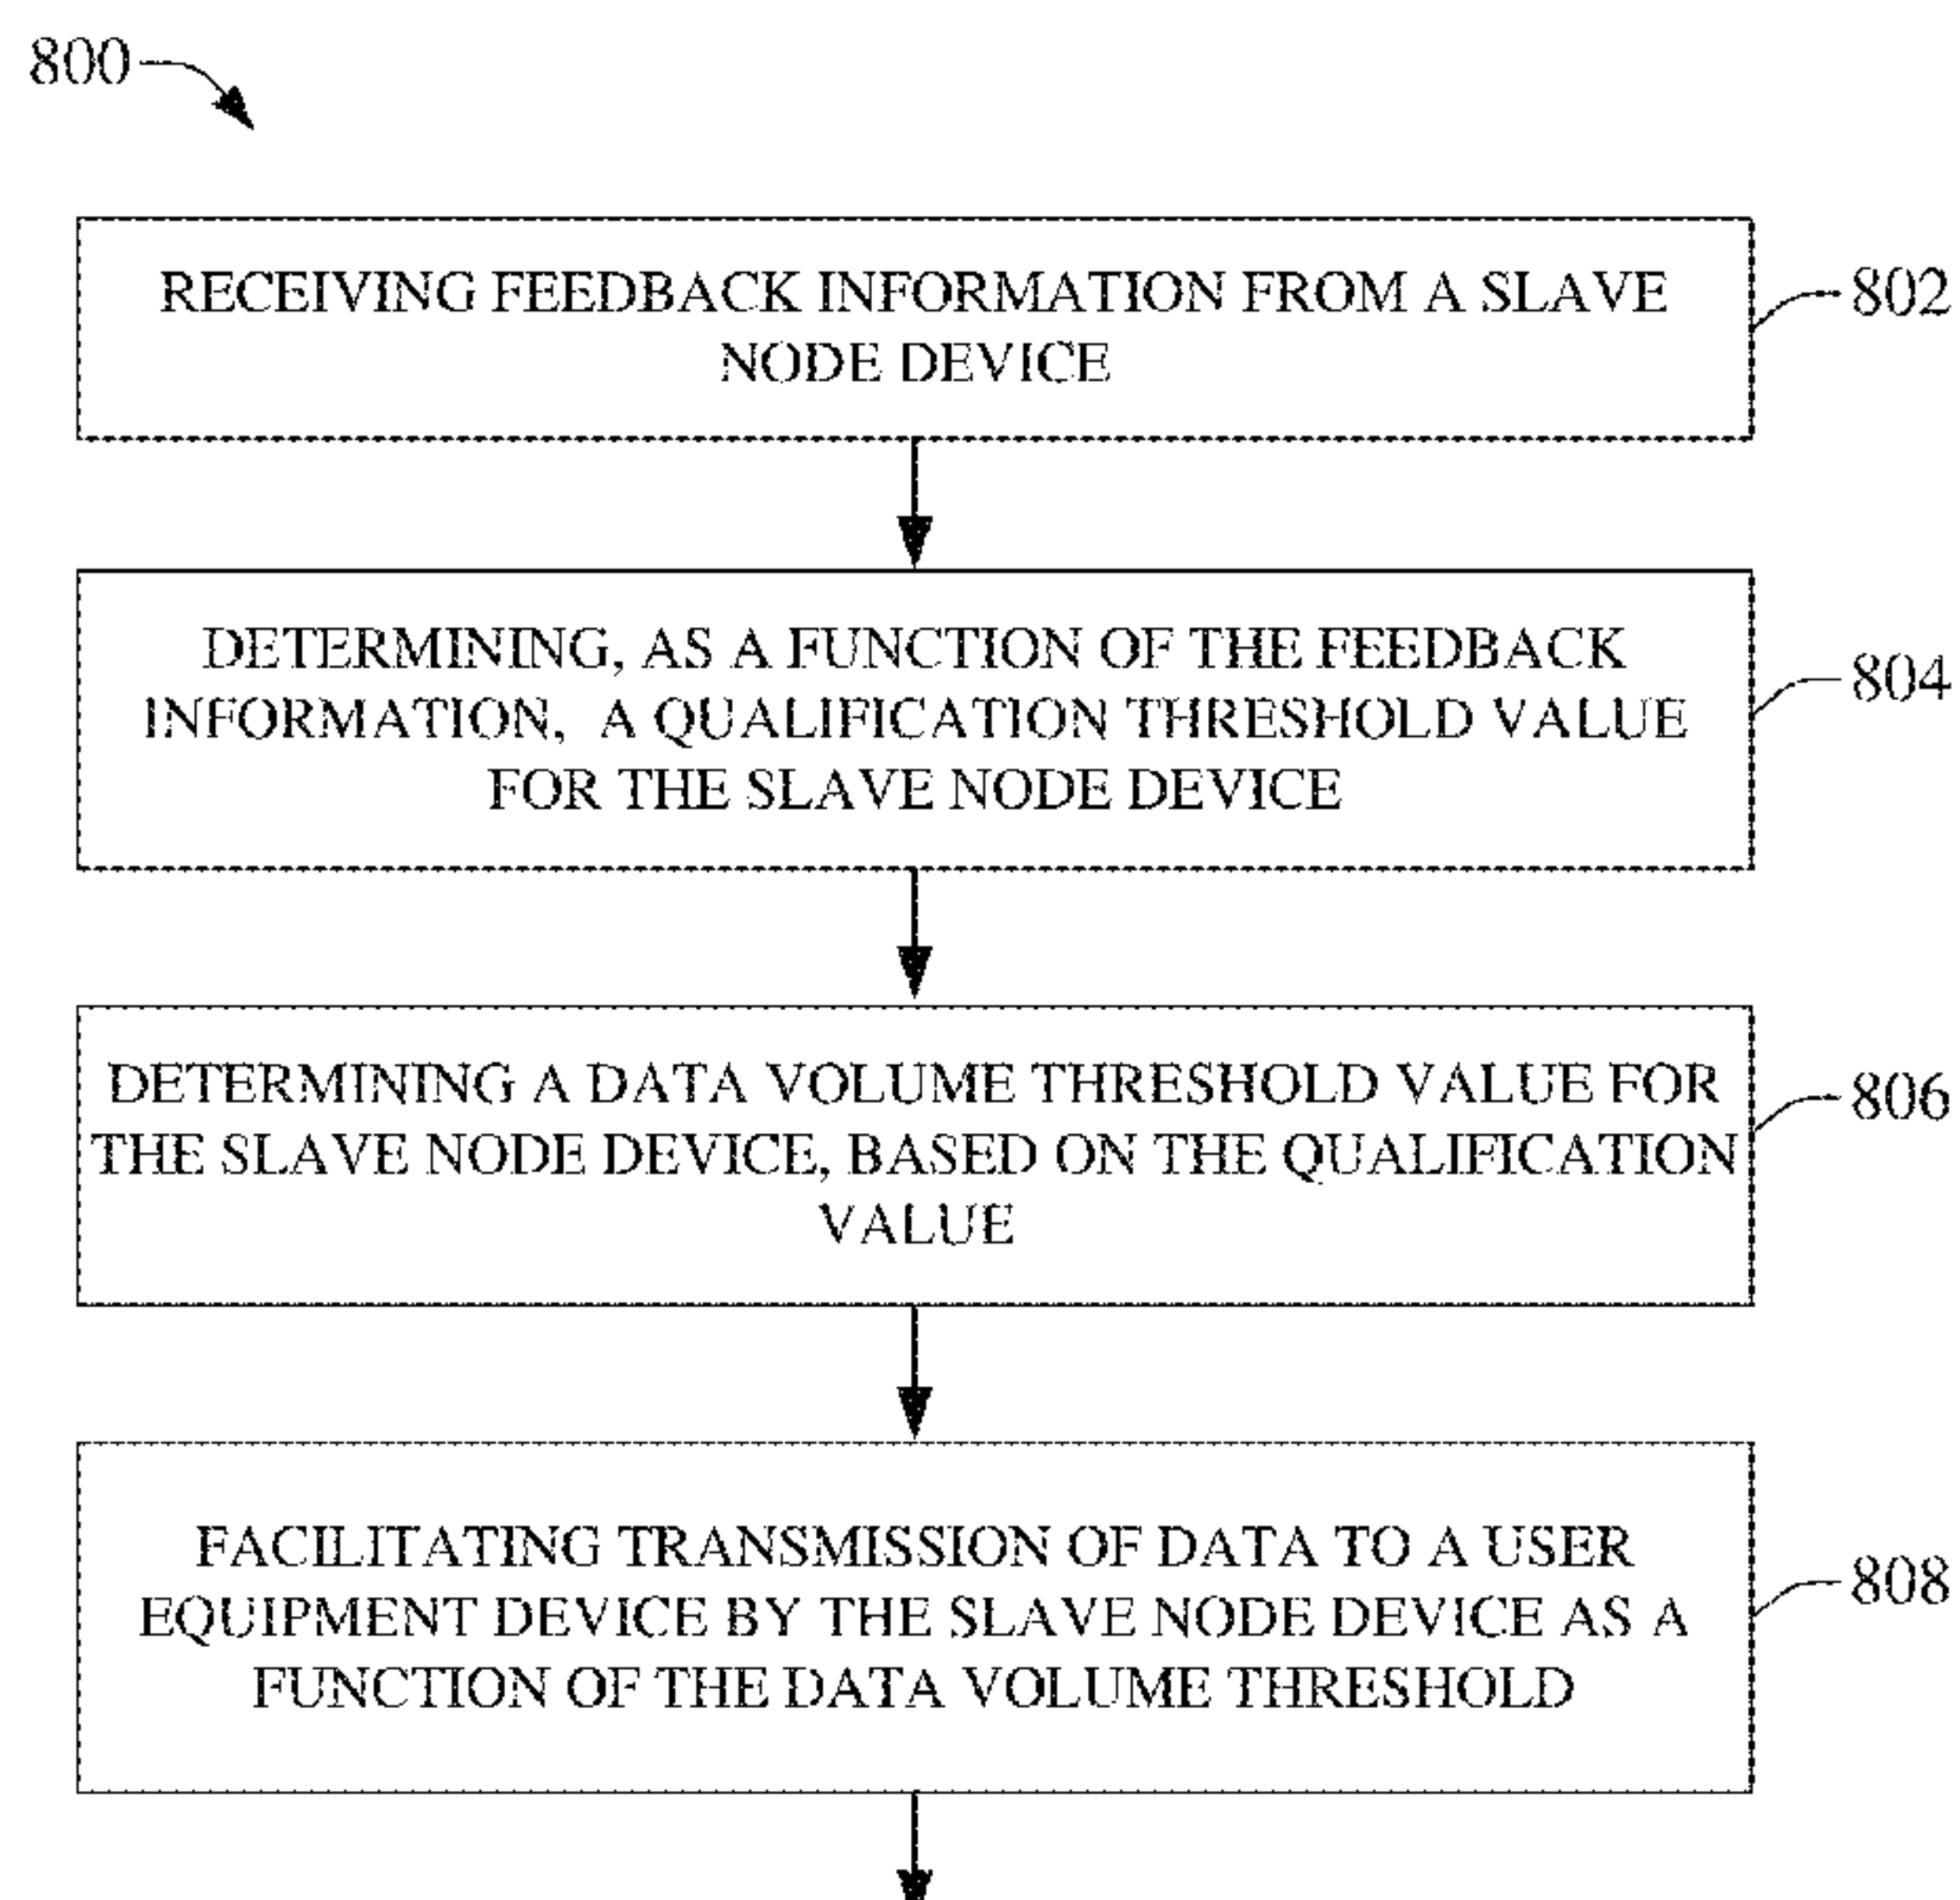 800
RECEIVING FEEDBACK INFORMATION FROM A SLAVE
NODE DEVICE
802
DETERMINING, AS A FUNCTION OF THE FEEDBACK
INFORMATION, A QUALIFICATION THRESHOLD VALUE
FOR THE SLAVE NODE DEVICE
804
DETERMINING A DATA VOLUME THRESHOLD VALUE FOR
THE SLAVE NODE DEVICE, BASED ON THE QUALIFICATION
VALUE
806
FACILITATING TRANSMISSION OF DATA TO A USER
EQUIPMENT DEVICE BY THE SLAVE NODE DEVICE AS A
FUNCTION OF THE DATA VOLUME THRESHOLD
808